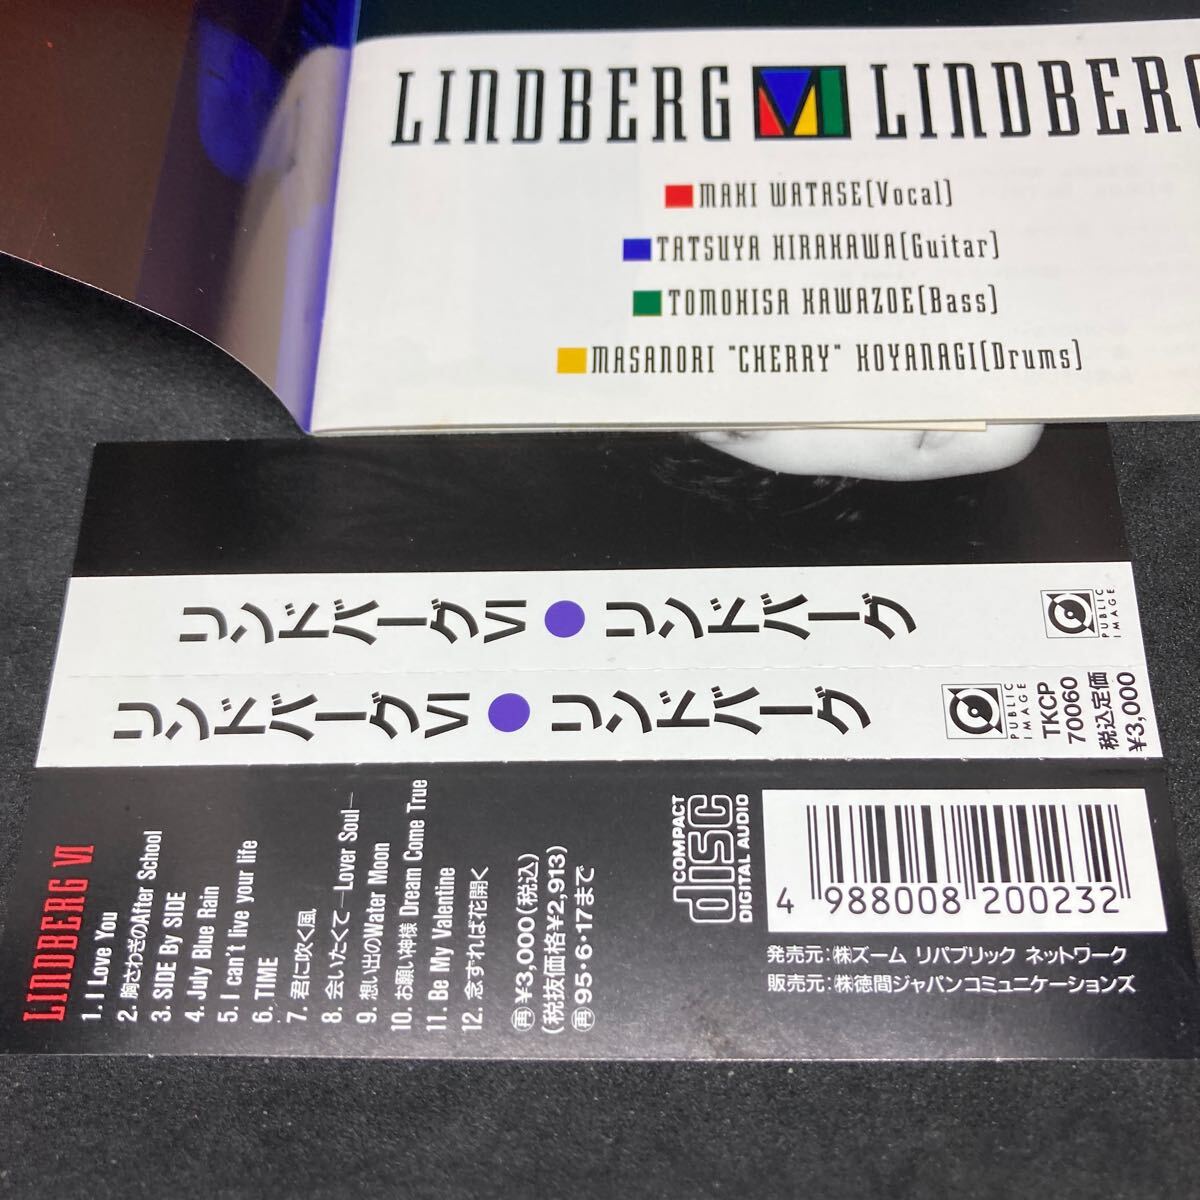 LINDBERG VI LINDBERG
MAKI WATASE(Vocal)
TATSUYA HIRAKAWA(Guitar)
TOMOHISA KAWAZOE(Bass)
MASANORI "CHERRY" KOYANAGI(Drums)
リンドバーグVI●リンドバーグ
PUBLIC
IMAGE
リンドバーグVI●リンドバーグ
PUBLIC
IMAGE
TKCP
70060
税込定価
¥3,000
LINDBERG VI
1. I Love You
2. 胸さわぎのAfter School
3. SIDE By SIDE
4. July Blue Rain
5. I can't live your life
6. TIME
7. 君に吹く風
8. 会いたくて—Lover Soul—
9. 想い出のWater Moon
10. お願い神様 Dream Come True
11. Be My Valentine
12. 念ずれば花開く
㊢¥3,000(税込)
(税抜価格¥2,913)
㊢95・6・17まで
COMPACT
disc
DIGITAL AUDIO
4 988008 200232
発売元：㈱ズーム リパブリック ネットワーク
販売元：㈱徳間ジャパンコミュニケーションズ